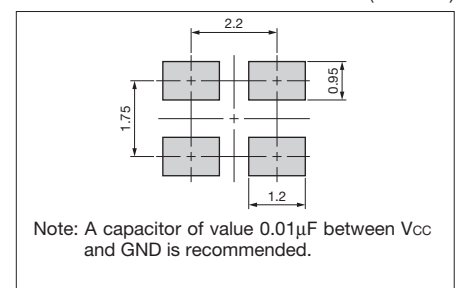 2.2
0.95
1.75
1.2
Note: A capacitor of value 0.01µF between Vcc
and GND is recommended.